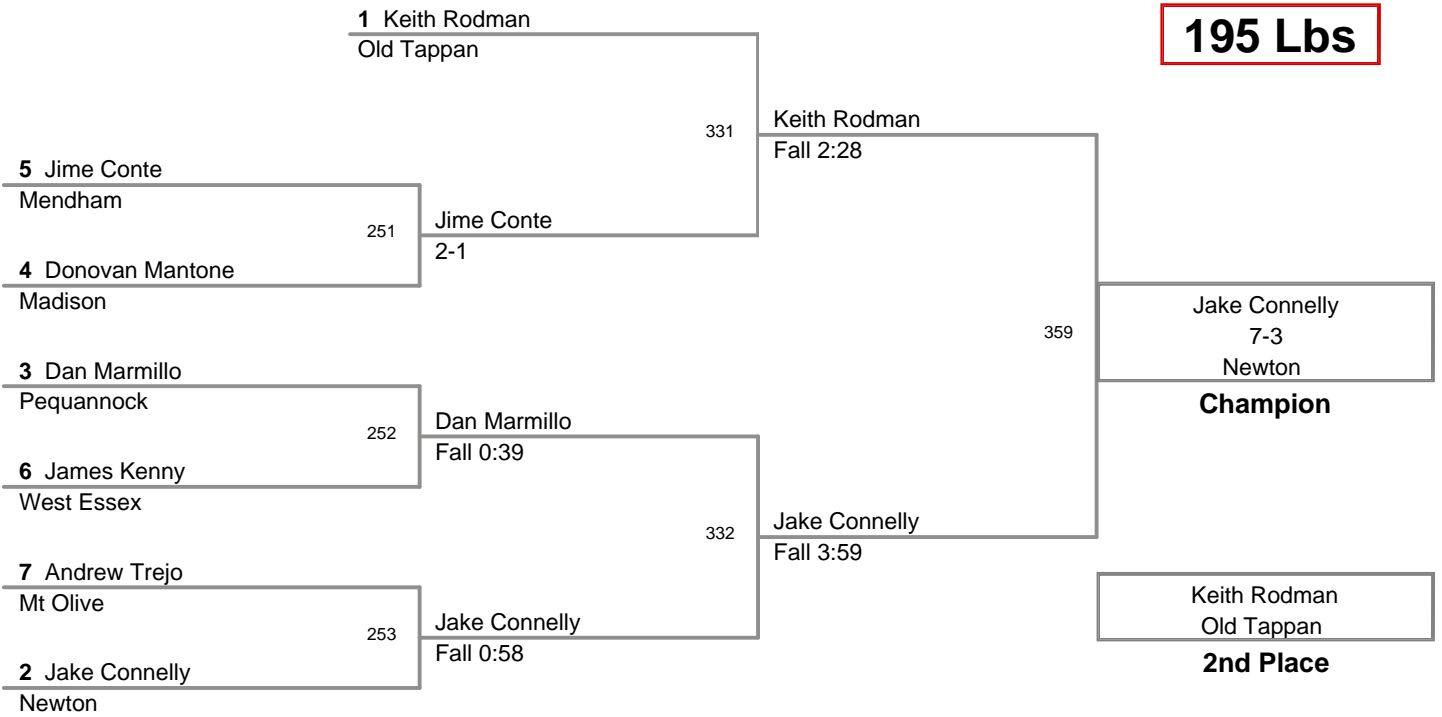 1 Keith Rodman
Old Tappan
195 Lbs
331
Keith Rodman
Fall 2:28
5 Jime Conte
Mendham
251
Jime Conte
2-1
4 Donovan Mantone
Madison
359
Jake Connelly
7-3
Newton
Champion
3 Dan Marmillo
Pequannock
252
Dan Marmillo
Fall 0:39
6 James Kenny
West Essex
332
Jake Connelly
Fall 3:59
7 Andrew Trejo
Mt Olive
253
Jake Connelly
Fall 0:58
2 Jake Connelly
Newton
Keith Rodman
Old Tappan
2nd Place